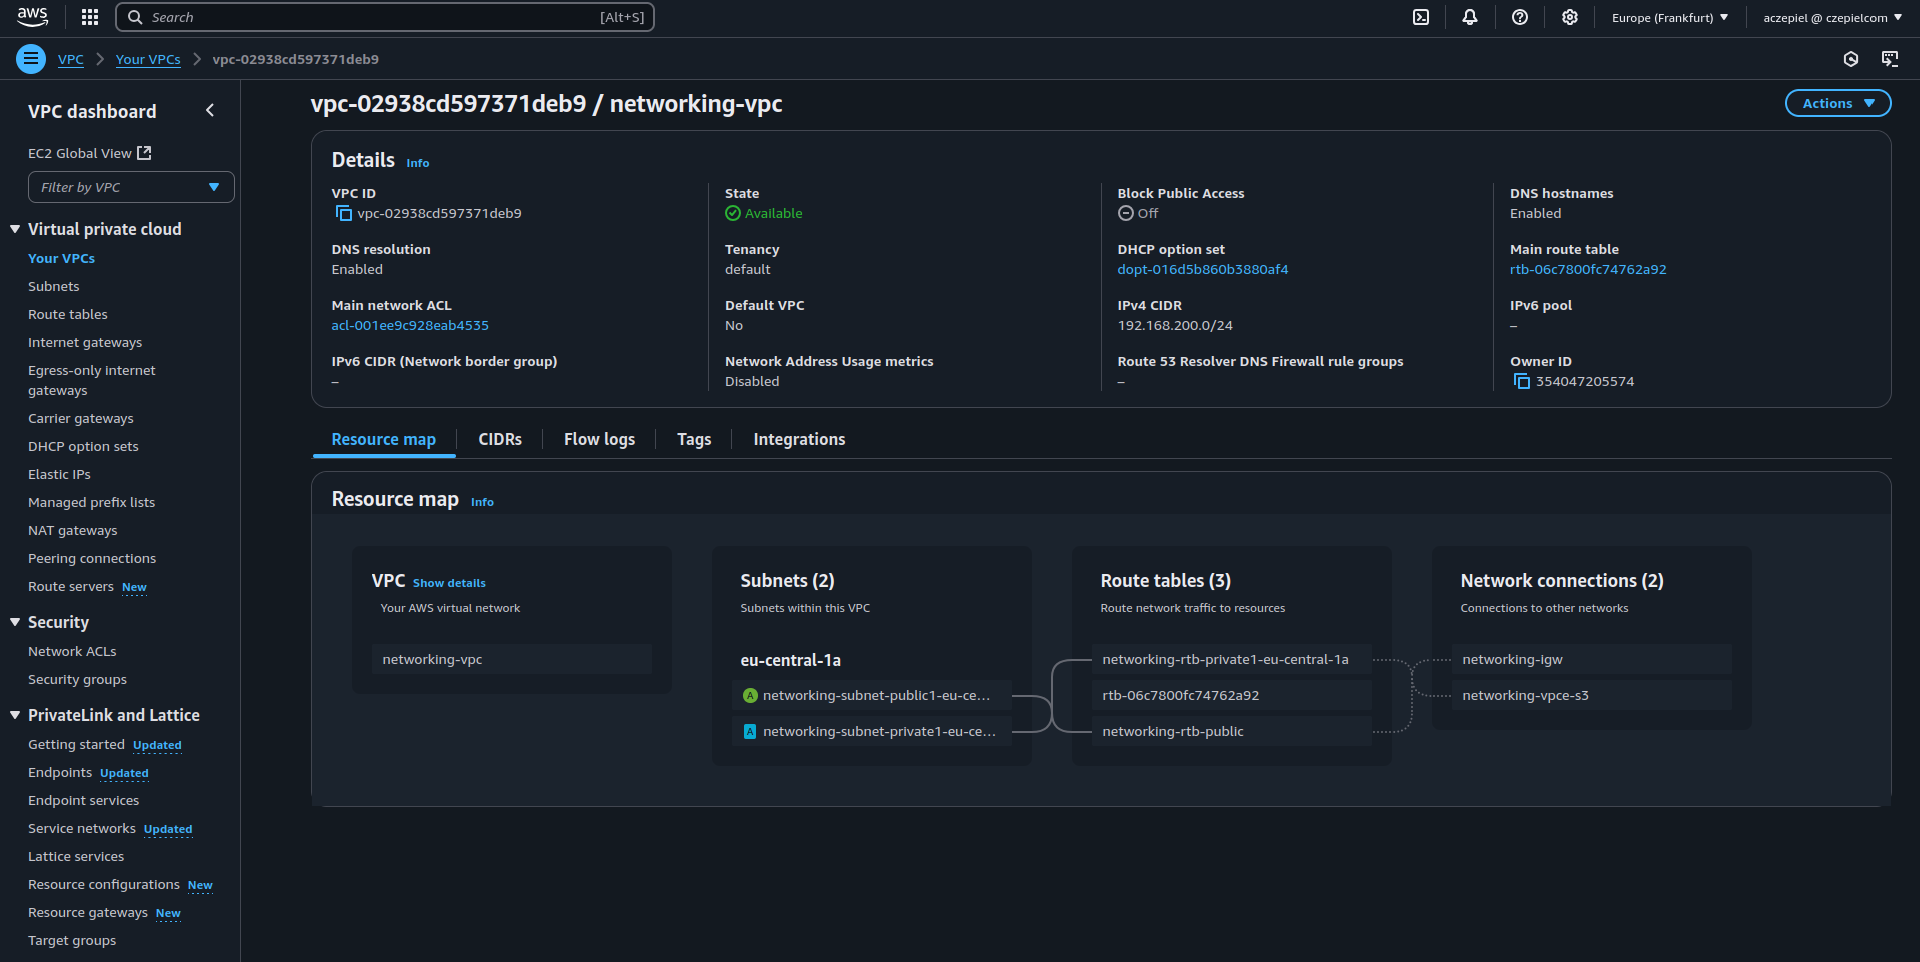 aws
Search [Alt+S]
Europe (Frankfurt)
aczepiel @ czepielcom
VPC
Your VPCs
vpc-02938cd597371deb9
VPC dashboard
EC2 Global View
Filter by VPC
Virtual private cloud
Your VPCs
Subnets
Route tables
Internet gateways
Egress-only internet
gateways
Carrier gateways
DHCP option sets
Elastic IPs
Managed prefix lists
NAT gateways
Peering connections
Route servers New
Security
Network ACLs
Security groups
PrivateLink and Lattice
Getting started Updated
Endpoints Updated
Endpoint services
Service networks Updated
Lattice services
Resource configurations New
Resource gateways New
Target groups
vpc-02938cd597371deb9 / networking-vpc
Actions
Details Info
VPC ID
vpc-02938cd597371deb9
State
Available
Block Public Access
Off
DNS hostnames
Enabled
DNS resolution
Enabled
Tenancy
default
DHCP option set
dopt-016d5b860b3880af4
Main route table
rtb-06c7800fc74762a92
Main network ACL
acl-001ee9c928eab4535
Default VPC
No
IPv4 CIDR
192.168.200.0/24
IPv6 pool
–
IPv6 CIDR (Network border group)
–
Network Address Usage metrics
Disabled
Route 53 Resolver DNS Firewall rule groups
–
Owner ID
354047205574
Resource map
CIDRs
Flow logs
Tags
Integrations
Resource map Info
VPC Show details
Your AWS virtual network
networking-vpc
Subnets (2)
Subnets within this VPC
eu-central-1a
A networking-subnet-public1-eu-ce...
A networking-subnet-private1-eu-ce...
Route tables (3)
Route network traffic to resources
networking-rtb-private1-eu-central-1a
rtb-06c7800fc74762a92
networking-rtb-public
Network connections (2)
Connections to other networks
networking-igw
networking-vpce-s3